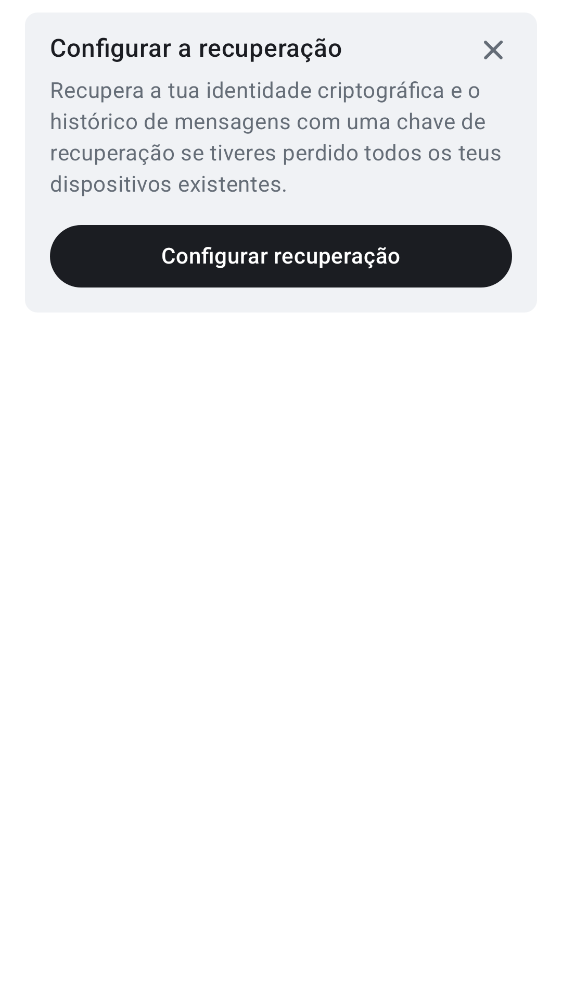 Configurar a recuperação
Recupera a tua identidade criptográfica e o
histórico de mensagens com uma chave de
recuperação se tiveres perdido todos os teus
dispositivos existentes.
Configurar recuperação